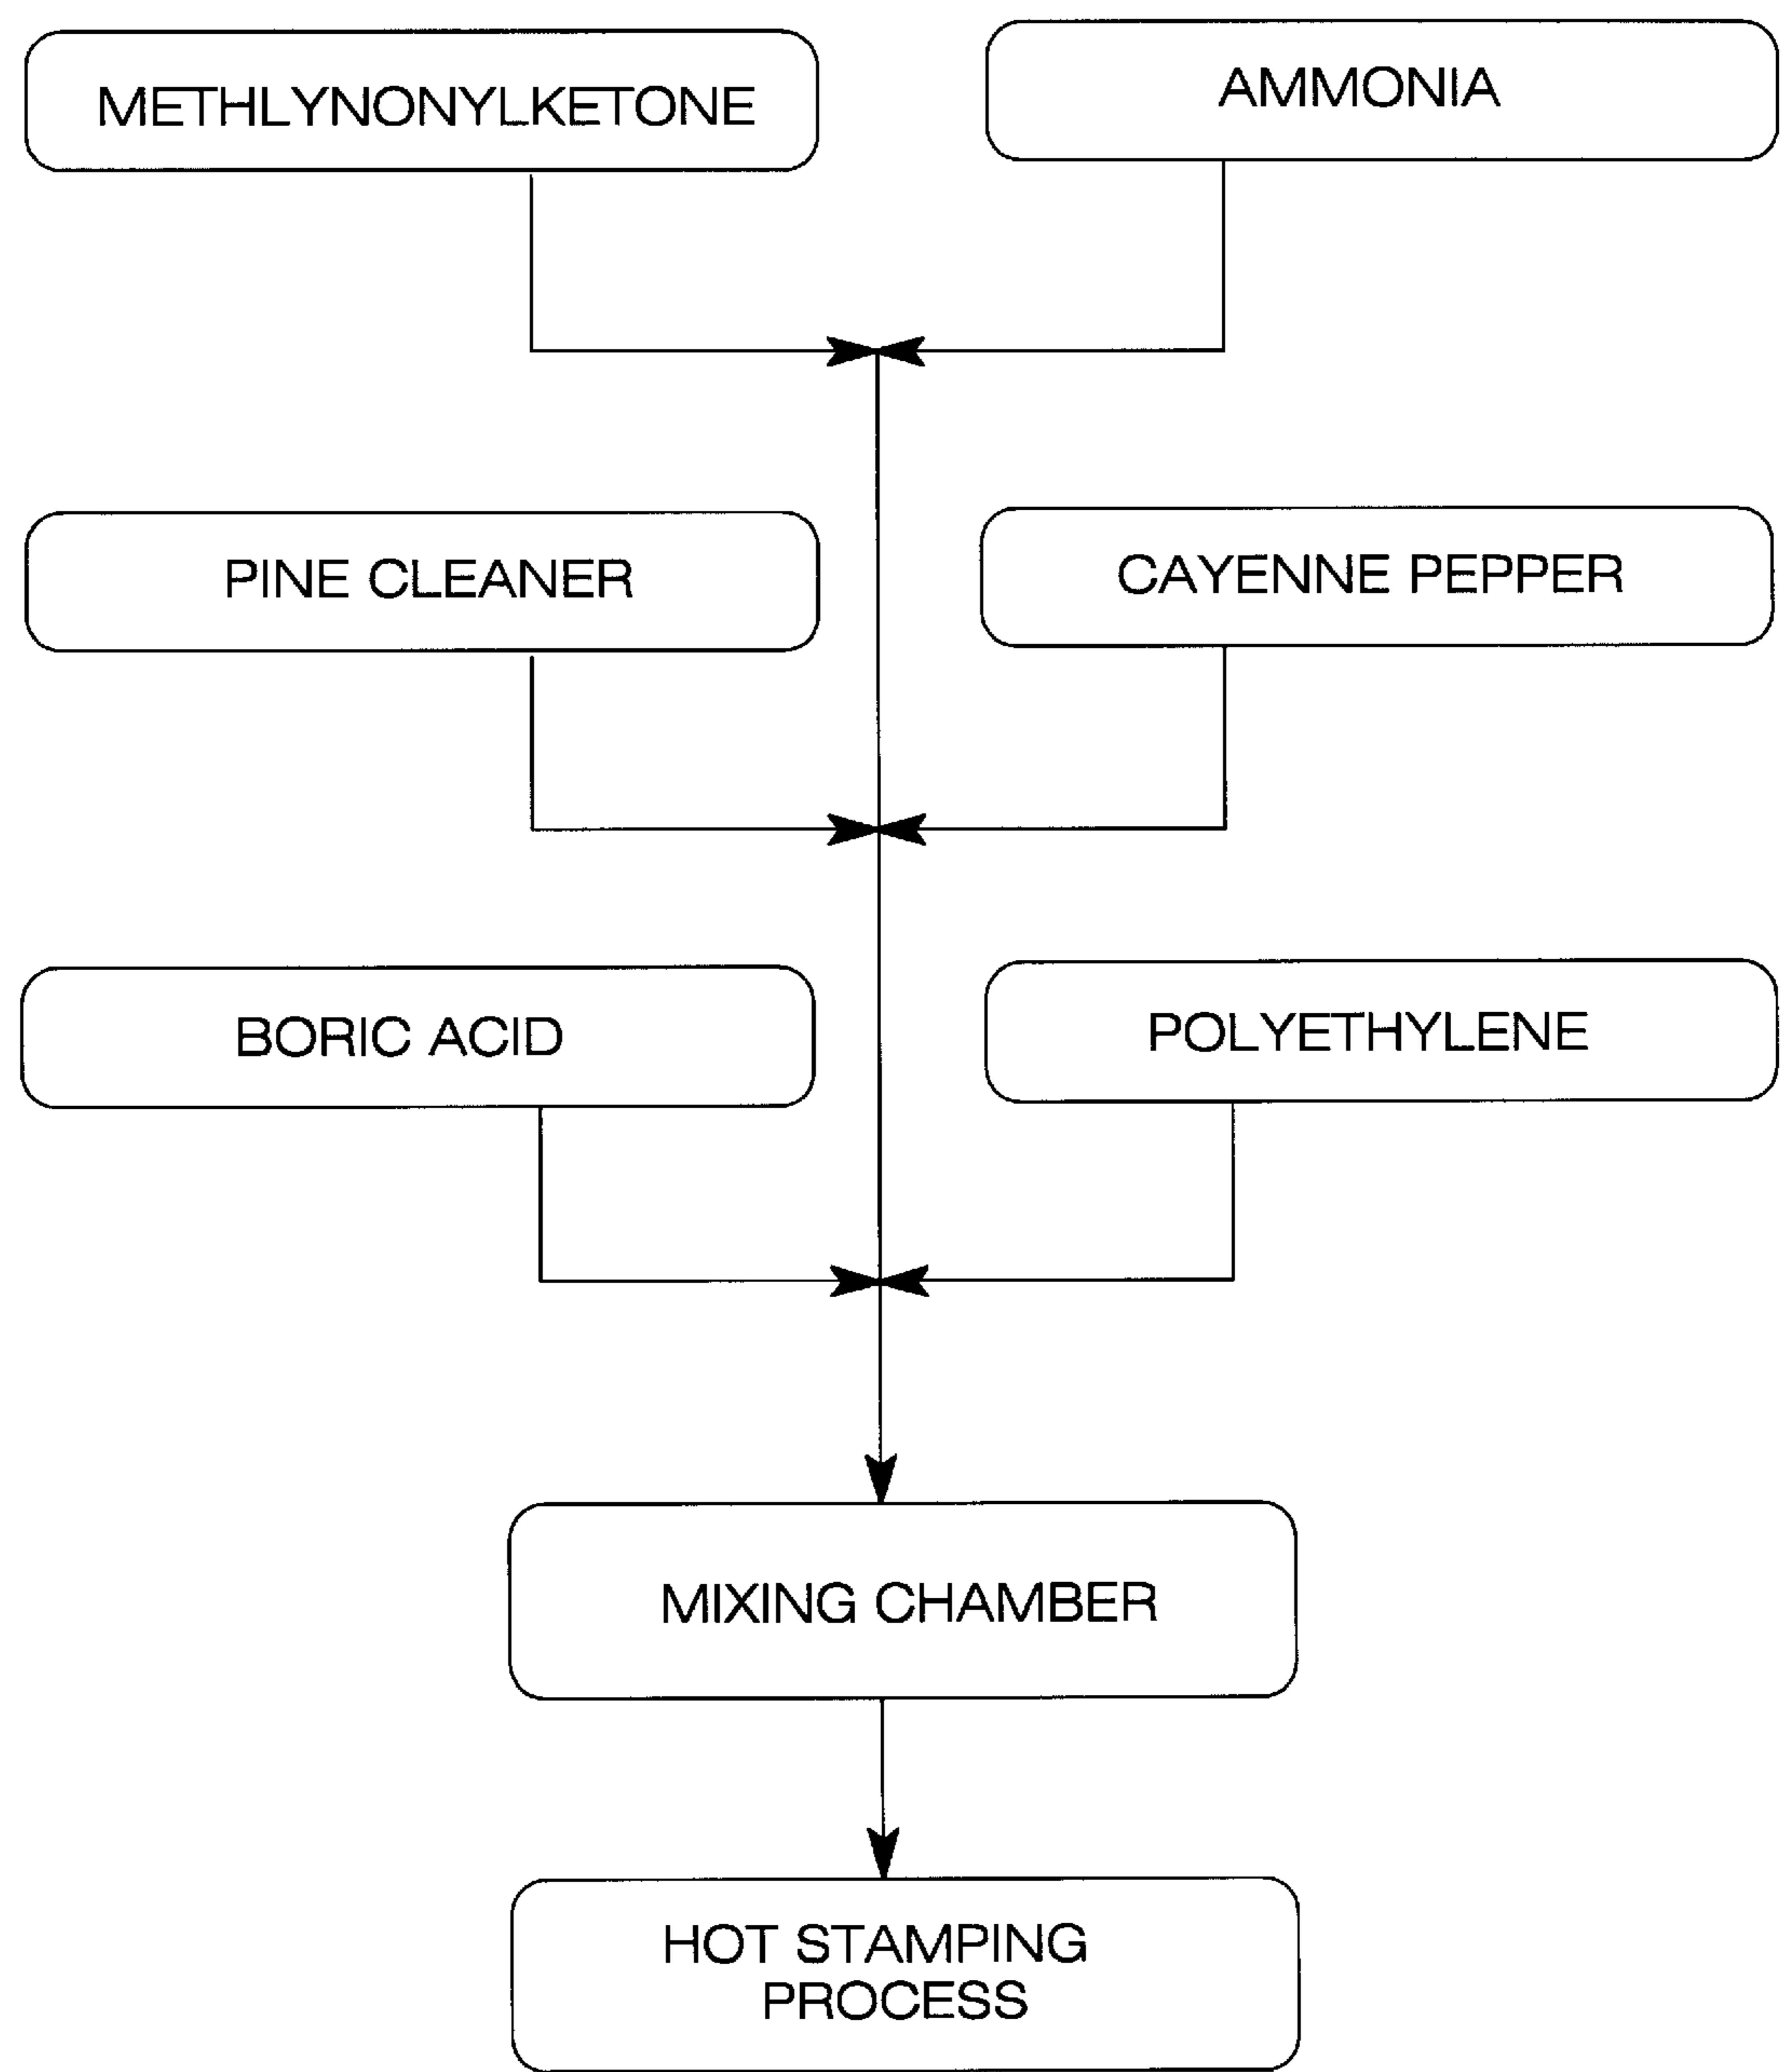 METHLYNONYLKETONE
AMMONIA
PINE CLEANER
CAYENNE PEPPER
BORIC ACID
POLYETHYLENE
MIXING CHAMBER
HOT STAMPING
PROCESS